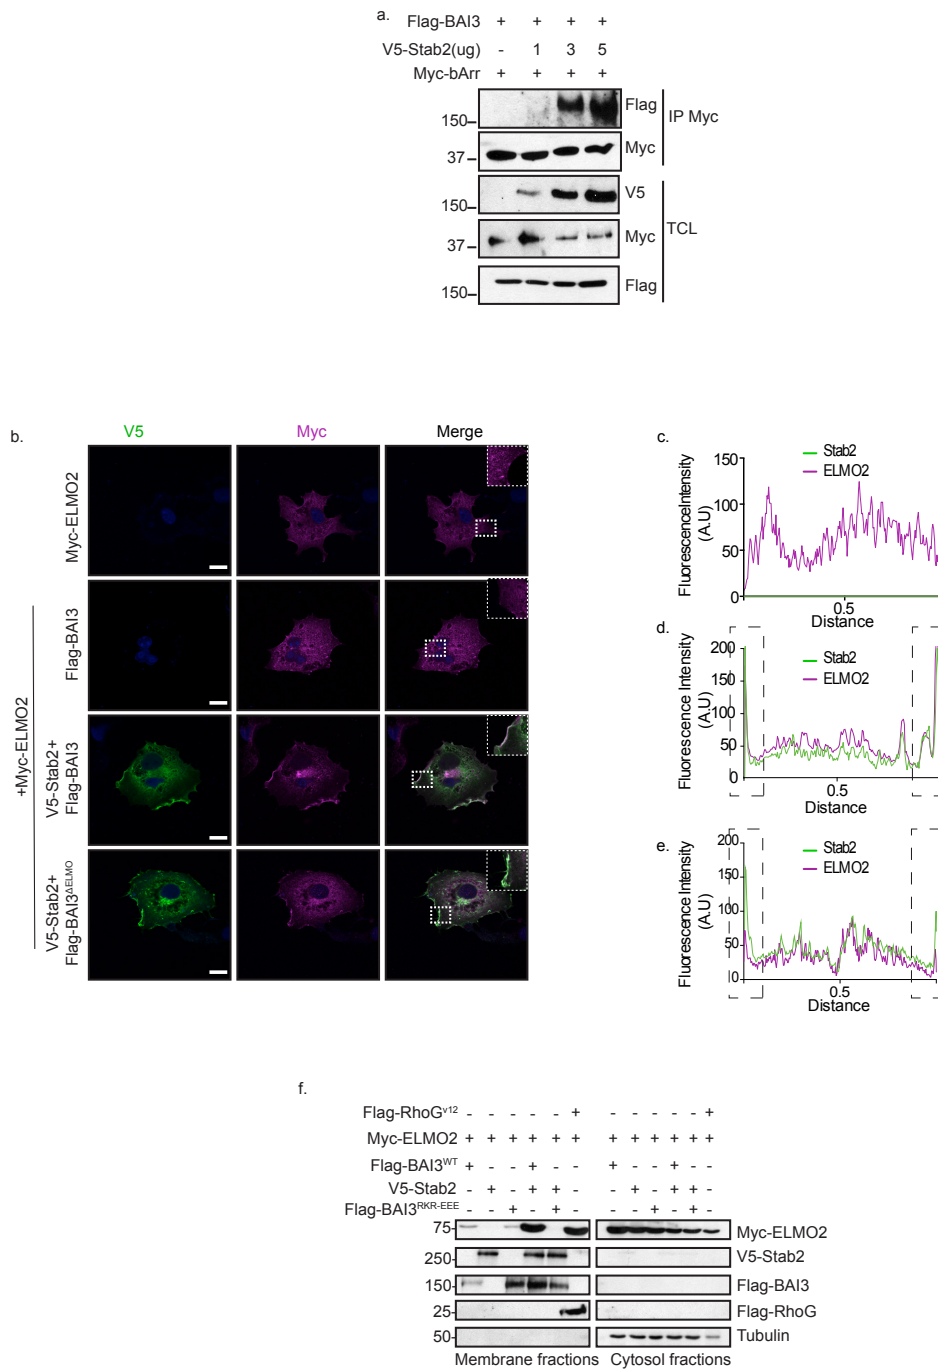 a.
Flag-BAI3 + + + +
V5-Stab2(ug) - 1 3 5
Myc-bArr + + + +
150 Flag
37 Myc
IP Myc
150 V5
37 Myc
150 Flag
TCL
b.
V5 Myc Merge
Myc-ELMO2
+Myc-ELMO2
Flag-BAI3
V5-Stab2+
Flag-BAI3
V5-Stab2+
Flag-BAI3ΔELMO
c.
Stab2
ELMO2
Fluorescence Intensity
(A.U)
150
100
50
0
0.5
Distance
d.
Stab2
ELMO2
Fluorescence Intensity
(A.U)
200
150
100
50
0
0.5
Distance
e.
Stab2
ELMO2
Fluorescence Intensity
(A.U)
200
150
100
50
0
0.5
Distance
f.
Flag-RhoGv12 - - - - - + - - - - - +
Myc-ELMO2 + + + + + + + + + + + +
Flag-BAI3WT + - - + - - + - - + - -
V5-Stab2 - + - + + - - + - + + -
Flag-BAI3RKR-EEE - - + - + - - - + - + -
75 Myc-ELMO2
250 V5-Stab2
150 Flag-BAI3
25 Flag-RhoG
50 Tubulin
Membrane fractions Cytosol fractions